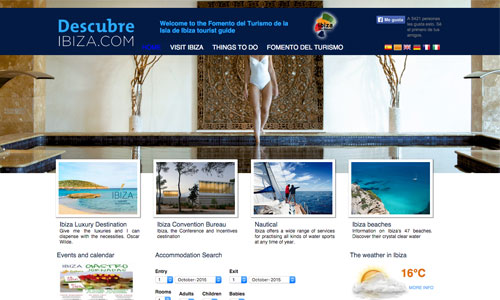 Descubre
IBIZA.COM
Welcome to the Fomento del Turismo de la
Isla de Ibiza tourist guide
ibiza
Me gusta
A 3421 personas
les gusta esto. Sé
el primero de tus
amigos.
HOME VISIT IBIZA THINGS TO DO FOMENTO DEL TURISMO
IBIZA
Ibiza Luxury Destination
Give me the luxuries and I can
dispense with the necessities. Oscar
Wilde.
Ibiza Convention Bureau
Ibiza, the Conference and Incentives
destination
Nautical
Ibiza offers a wide range of services
for practising all kinds of water sports
at any time of year.
Ibiza beaches
Information on Ibiza's 47 beaches.
Discover their crystal clear water
Events and calendar
Accommodation Search
The weather in Ibiza
Entry
1 October-2016
Exit
1 October-2016
Rooms Adults Children Babies
16°C
MORE INFO